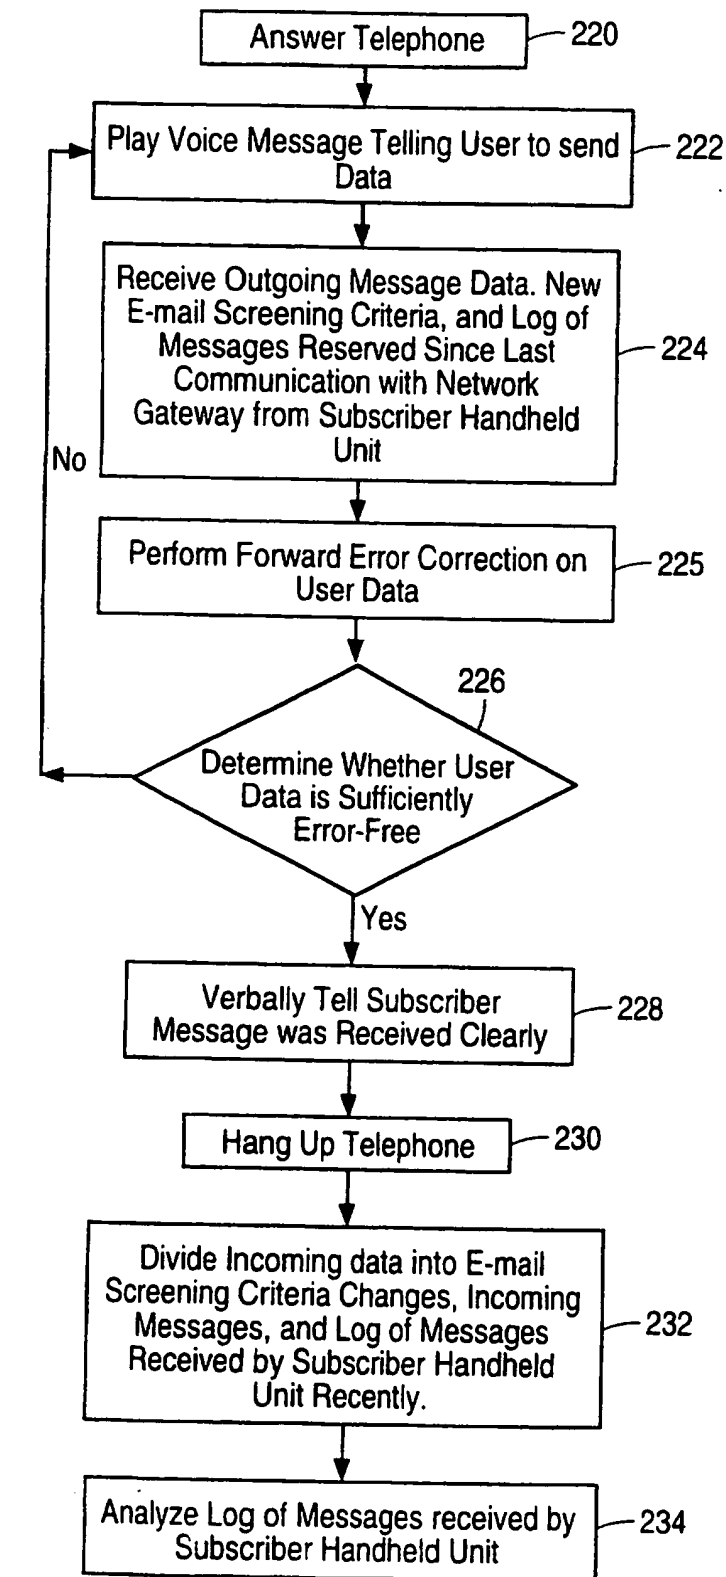 Answer Telephone
220
Play Voice Message Telling User to send
Data
222
Receive Outgoing Message Data. New
E-mail Screening Criteria, and Log of
Messages Reserved Since Last
Communication with Network
Gateway from Subscriber Handheld
Unit
224
No
Perform Forward Error Correction on
User Data
225
226
Determine Whether User
Data is Sufficiently
Error-Free
Yes
Verbally Tell Subscriber
Message was Received Clearly
228
Hang Up Telephone
230
Divide Incoming data into E-mail
Screening Criteria Changes, Incoming
Messages, and Log of Messages
Received by Subscriber Handheld
Unit Recently.
232
Analyze Log of Messages received by
Subscriber Handheld Unit
234